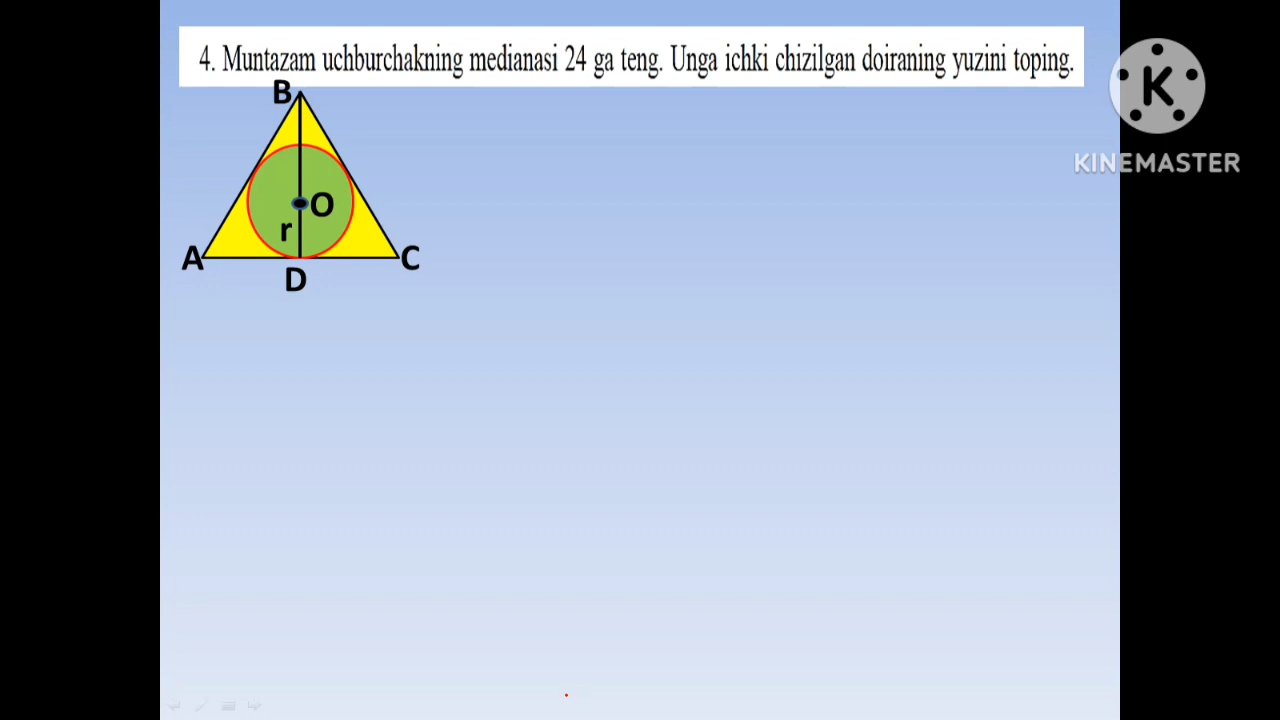 4. Muntazam uchburchakning medianasi 24 ga teng. Unga ichki chizilgan doiraning yuzini toping.
B
K
KINEMASTER
O
r
A
C
D